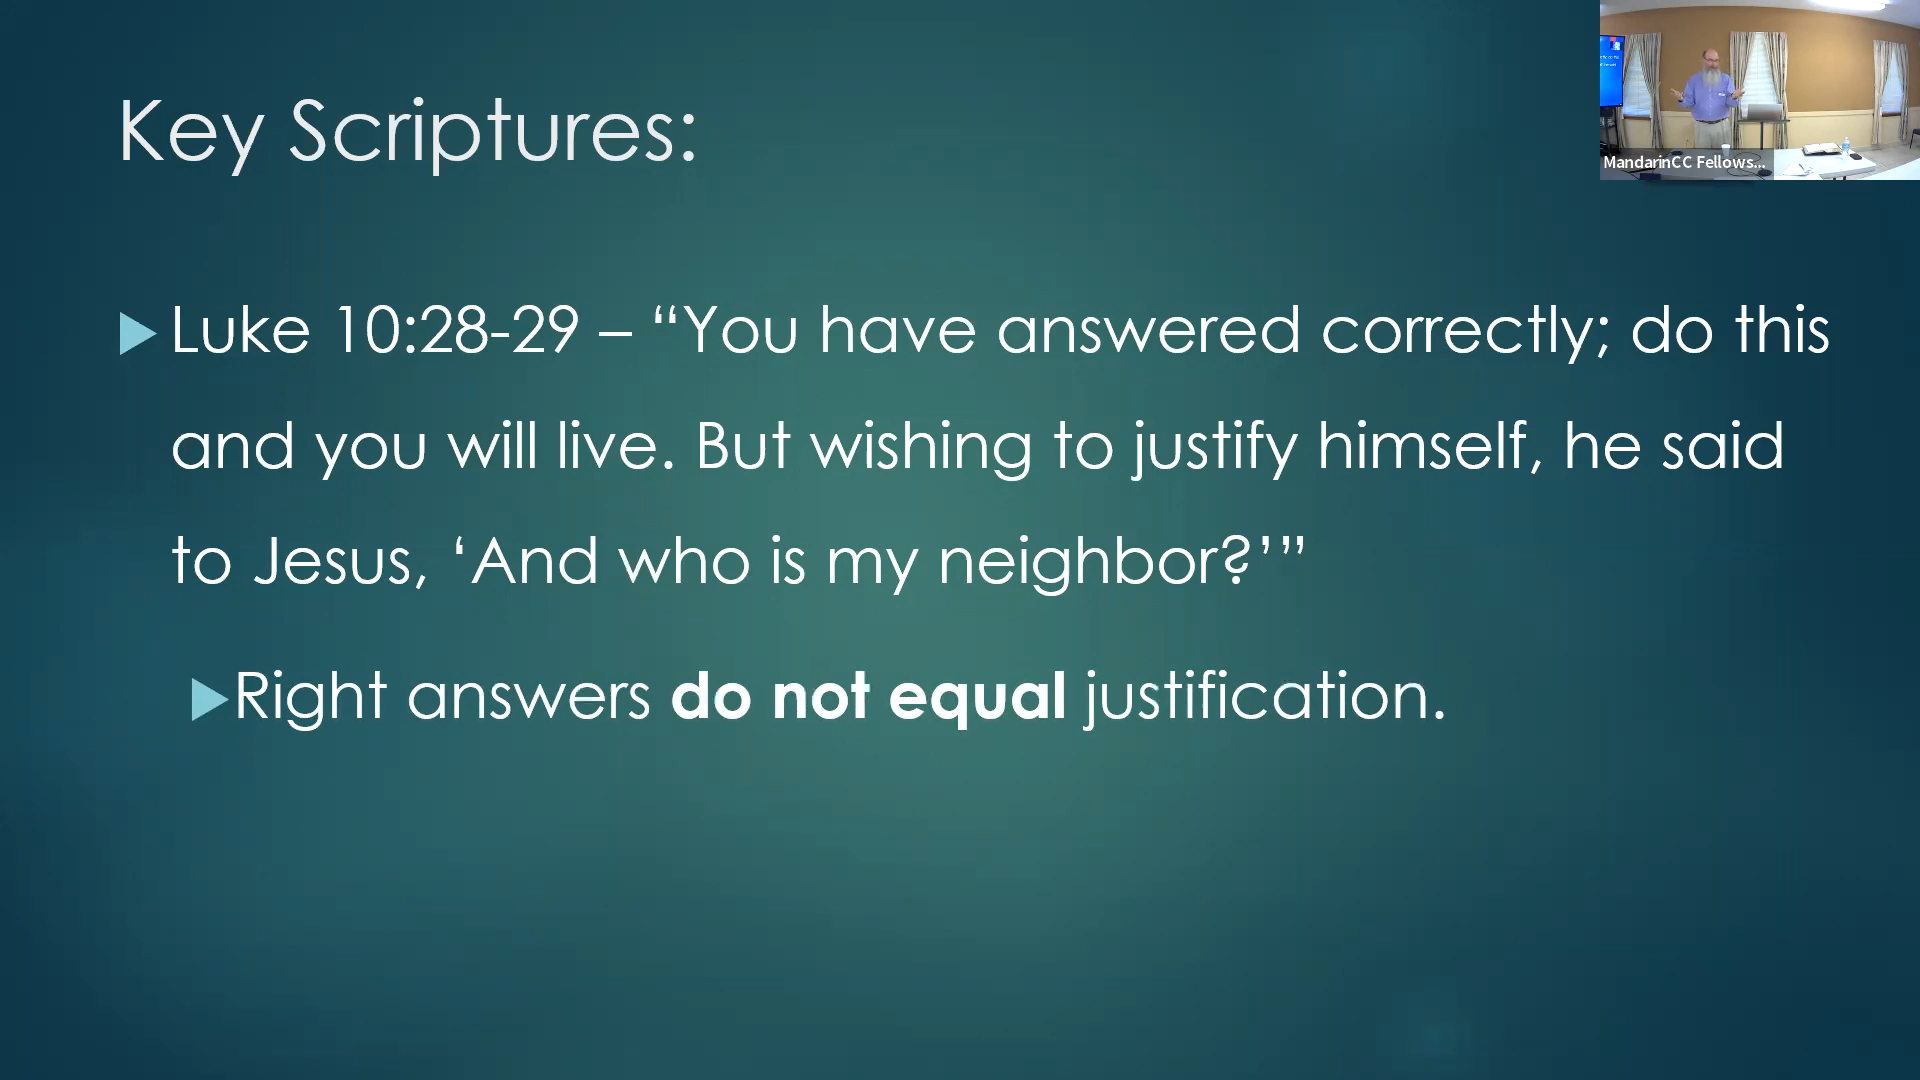 Key Scriptures:
MandarinCC Fellows...
Luke 10:28-29 – “You have answered correctly; do this
and you will live. But wishing to justify himself, he said
to Jesus, ‘And who is my neighbor?’”
Right answers do not equal justification.